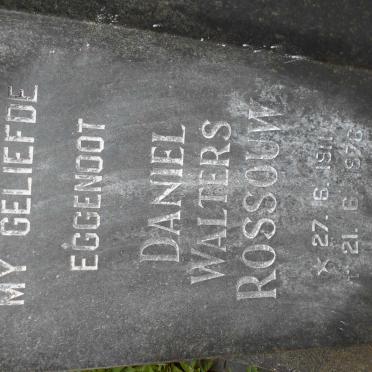 MY GELIEFDE
EGGENOOT
DANIEL
WALTERS
ROSSOUW
☓ 27. 6. 1911
† 21. 6. 1976